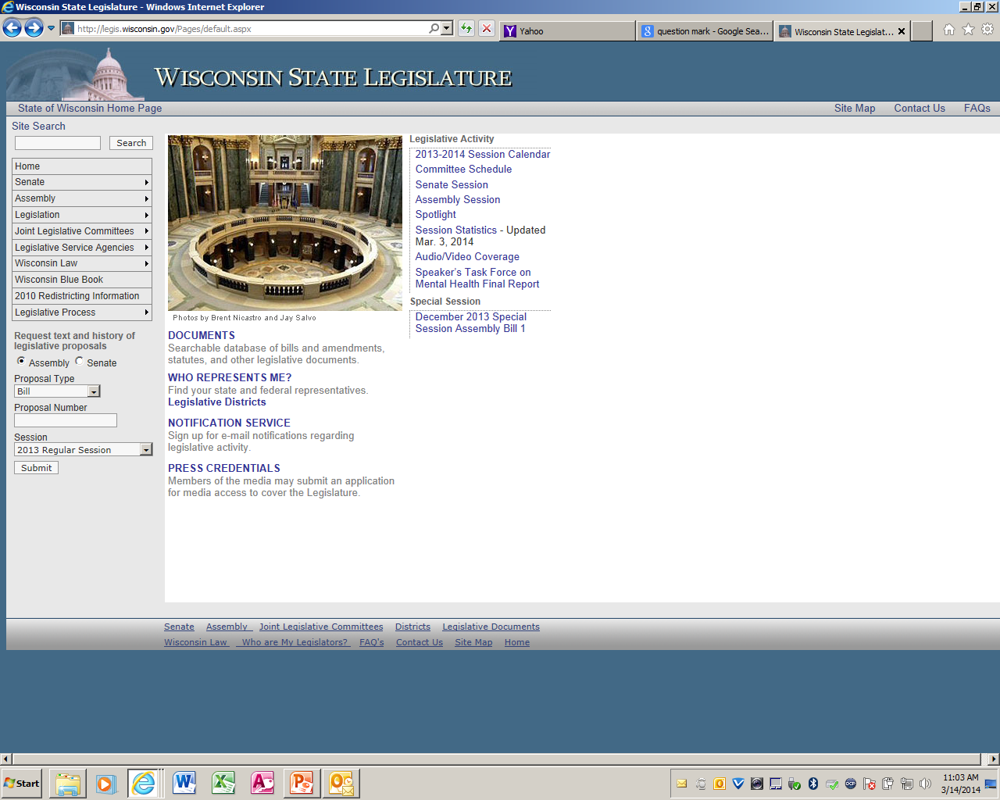 Wisconsin State Legislature - Windows Internet Explorer
http://legis.wisconsin.gov/Pages/default.aspx
Yahoo
question mark - Google Sea...
Wisconsin State Legislat...
WISCONSIN STATE LEGISLATURE
State of Wisconsin Home Page
Site Map
Contact Us
FAQs
Site Search
Search
Home
Senate
Assembly
Legislation
Joint Legislative Committees
Legislative Service Agencies
Wisconsin Law
Wisconsin Blue Book
2010 Redistricting Information
Legislative Process
Request text and history of
legislative proposals
Assembly Senate
Proposal Type
Bill
Proposal Number
Session
2013 Regular Session
Submit
Photos by Brent Nicastro and Jay Salvo
DOCUMENTS
Searchable database of bills and amendments,
statutes, and other legislative documents.
WHO REPRESENTS ME?
Find your state and federal representatives.
Legislative Districts
NOTIFICATION SERVICE
Sign up for e-mail notifications regarding
legislative activity.
PRESS CREDENTIALS
Members of the media may submit an application
for media access to cover the Legislature.
Legislative Activity
2013-2014 Session Calendar
Committee Schedule
Senate Session
Assembly Session
Spotlight
Session Statistics - Updated
Mar. 3, 2014
Audio/Video Coverage
Speaker's Task Force on
Mental Health Final Report
Special Session
December 2013 Special
Session Assembly Bill 1
Senate Assembly Joint Legislative Committees Districts Legislative Documents
Wisconsin Law Who are My Legislators? FAQ's Contact Us Site Map Home
Start
11:03 AM
3/14/2014